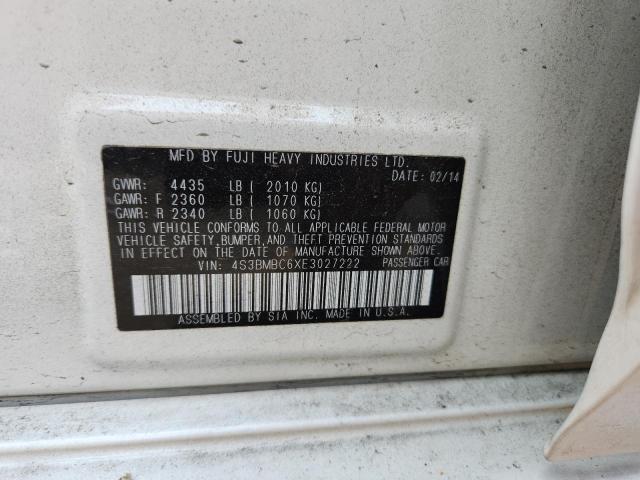 MFD BY FUJI HEAVY INDUSTRIES LTD.
DATE: 02/14
GVWR: 4435 LB ( 2010 KG)
GAWR: F 2360 LB ( 1070 KG)
GAWR: R 2340 LB ( 1060 KG)
THIS VEHICLE CONFORMS TO ALL APPLICABLE FEDERAL MOTOR
VEHICLE SAFETY, BUMPER, AND THEFT PREVENTION STANDARDS
IN EFFECT ON THE DATE OF MANUFACTURE SHOWN ABOVE.
VIN: 4S3BMBC6XE3027222 PASSENGER CAR
ASSEMBLED BY SIA INC. MADE IN U.S.A.